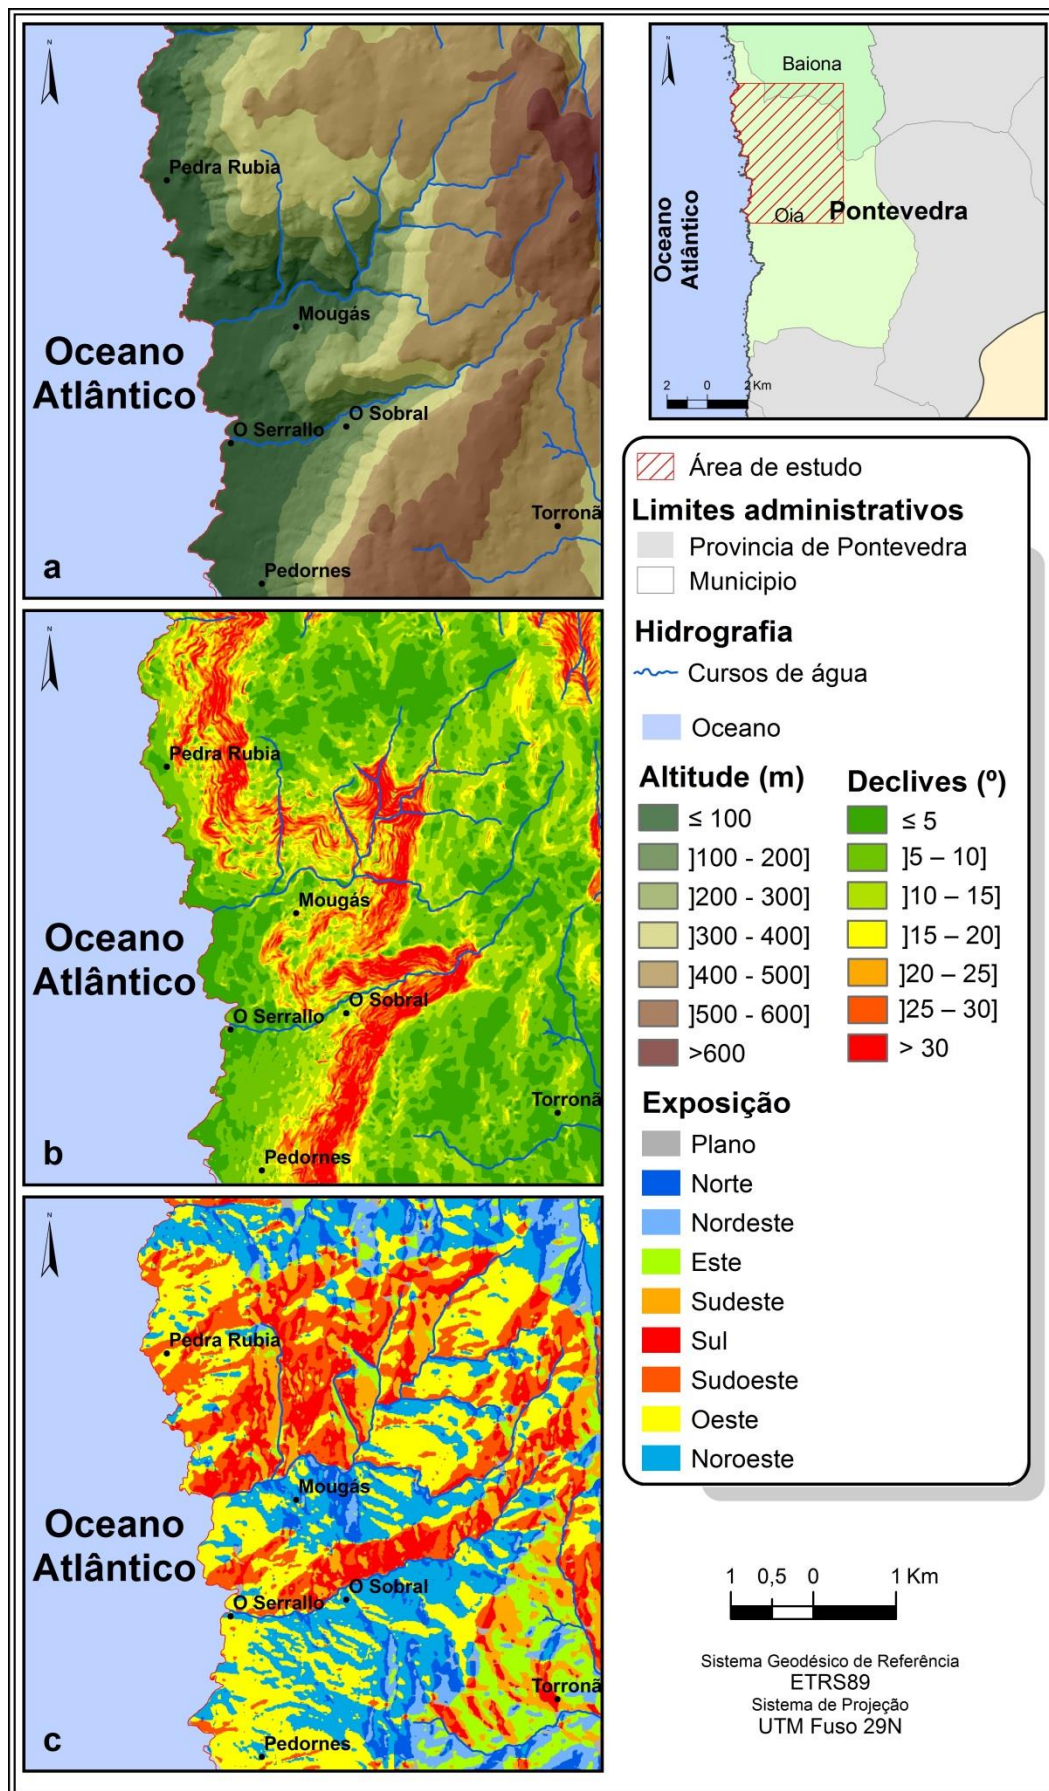 N
Pedra Rubia
Mougás
Oceano
Atlântico
O Sobral
O Serrallo
Torronã
Pedornes
a
N
Pedra Rubia
Mougás
Oceano
Atlântico
O Sobral
O Serrallo
Torronã
Pedornes
b
N
Pedra Rubia
Mougás
Oceano
Atlântico
O Sobral
O Serrallo
Torronã
Pedornes
c
N
Baiona
Oceano
Atlântico
Oia
Pontevedra
2 0 2 Km
Área de estudo
Limites administrativos
Provincia de Pontevedra
Municipio
Hidrografia
Cursos de água
Oceano
Altitude (m)
≤ 100
]100 - 200]
]200 - 300]
]300 - 400]
]400 - 500]
]500 - 600]
>600
Declives (º)
≤ 5
]5 – 10]
]10 – 15]
]15 – 20]
]20 – 25]
]25 – 30]
> 30
Exposição
Plano
Norte
Nordeste
Este
Sudeste
Sul
Sudoeste
Oeste
Noroeste
1 0,5 0 1 Km
Sistema Geodésico de Referência
ETRS89
Sistema de Projeção
UTM Fuso 29N